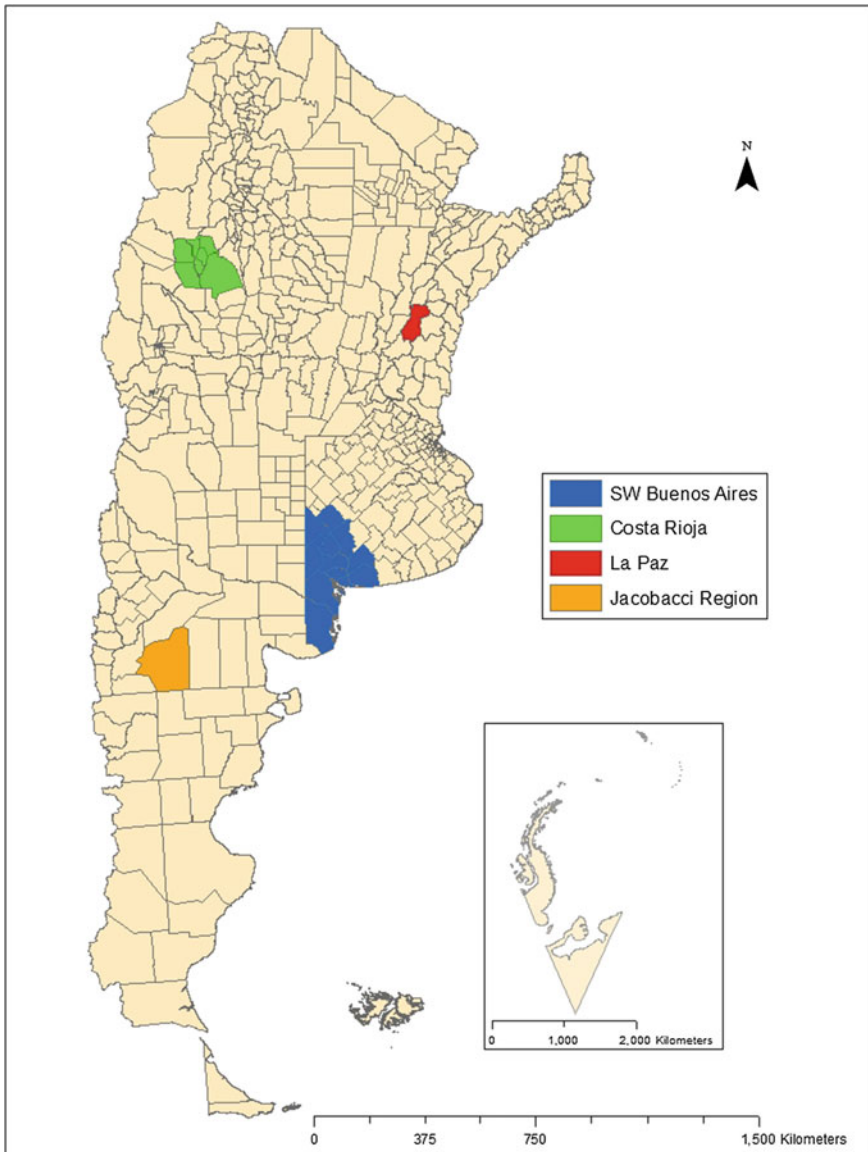 N
SW Buenos Aires
Costa Rioja
La Paz
Jacobacci Region
0 1,000 2,000 Kilometers
0 375 750 1,500 Kilometers